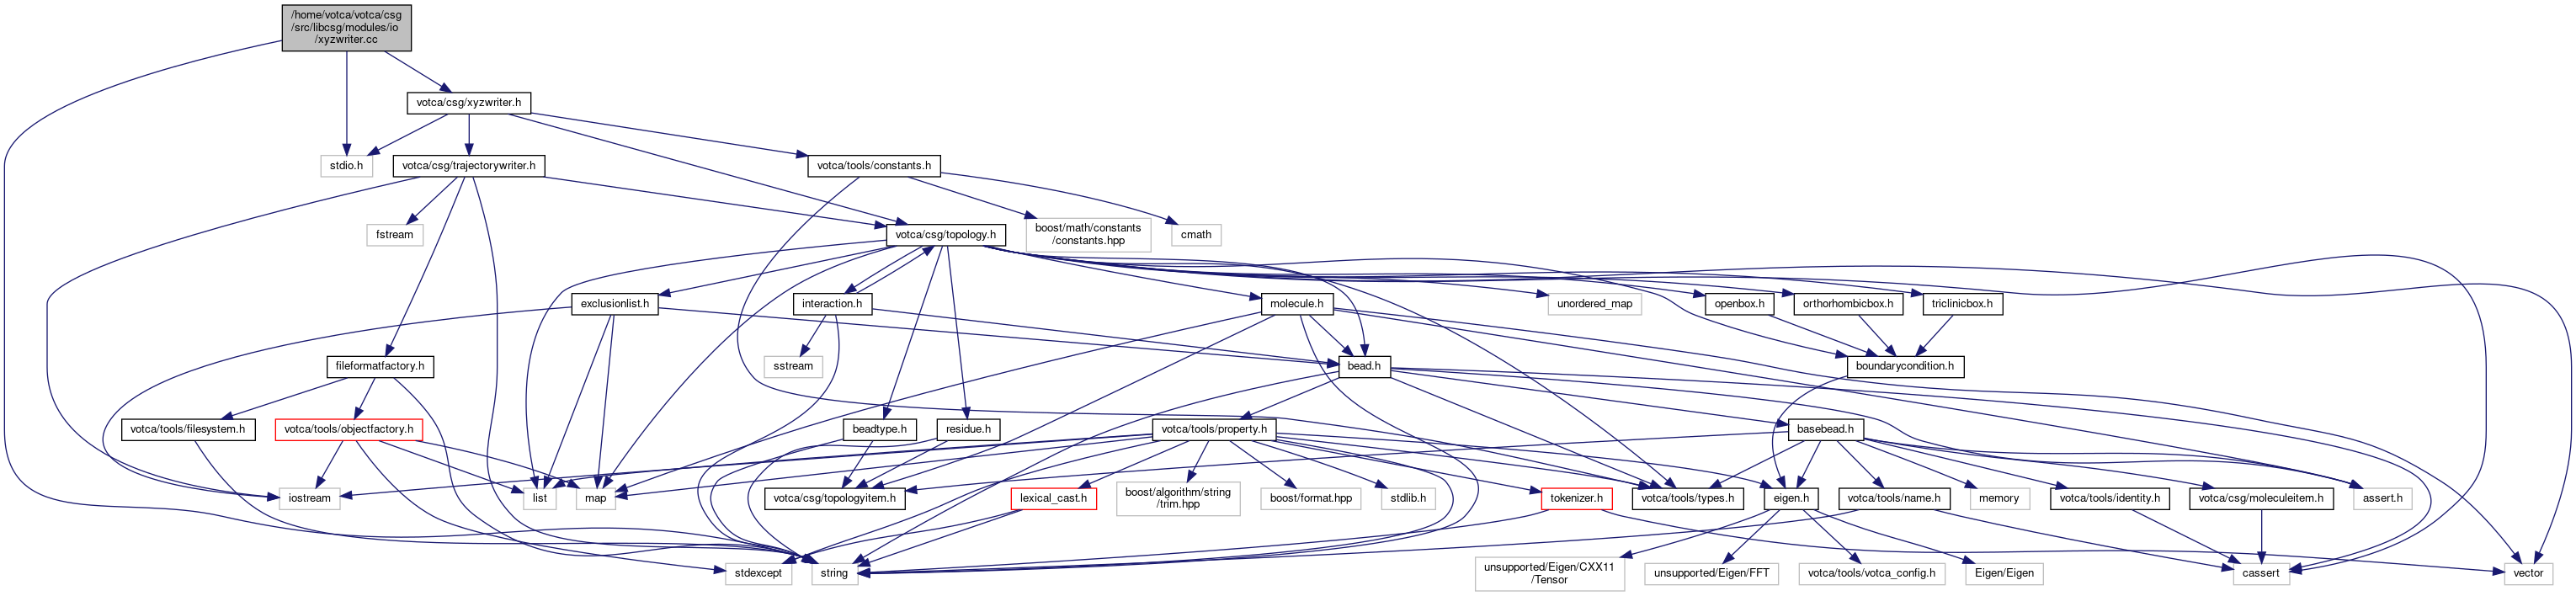 /home/votca/votca/csg
/src/libcsg/modules/io
/xyzwriter.cc
votca/csg/xyzwriter.h
stdio.h
votca/csg/trajectorywriter.h
votca/tools/constants.h
fstream
votca/csg/topology.h
boost/math/constants
/constants.hpp
cmath
exclusionlist.h
interaction.h
molecule.h
unordered_map
openbox.h
orthorhombicbox.h
triclinicbox.h
fileformatfactory.h
sstream
bead.h
boundarycondition.h
votca/tools/filesystem.h
votca/tools/objectfactory.h
beadtype.h
residue.h
votca/tools/property.h
basebead.h
iostream
list
map
votca/csg/topologyitem.h
lexical_cast.h
boost/algorithm/string
/trim.hpp
boost/format.hpp
stdlib.h
tokenizer.h
votca/tools/types.h
eigen.h
votca/tools/name.h
memory
votca/tools/identity.h
votca/csg/moleculeitem.h
assert.h
stdexcept
string
unsupported/Eigen/CXX11
/Tensor
unsupported/Eigen/FFT
votca/tools/votca_config.h
Eigen/Eigen
cassert
vector